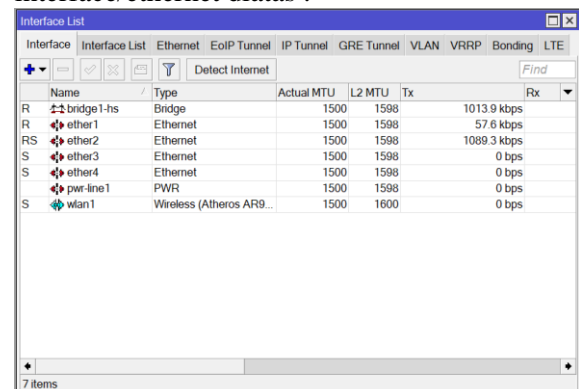 interface/ethernet diatas :
Interface List
Interface Interface List Ethernet EoIP Tunnel IP Tunnel GRE Tunnel VLAN VRRP Bonding LTE
Detect Internet Find
Name / Type Actual MTU L2 MTU Tx Rx
R bridge1-hs Bridge 1500 1598 1013.9 kbps
R ether1 Ethernet 1500 1598 57.6 kbps
RS ether2 Ethernet 1500 1598 1089.3 kbps
S ether3 Ethernet 1500 1598 0 bps
S ether4 Ethernet 1500 1598 0 bps
pwr-line1 PWR 1500 1598 0 bps
S wlan1 Wireless (Atheros AR9... 1500 1600 0 bps
7 items